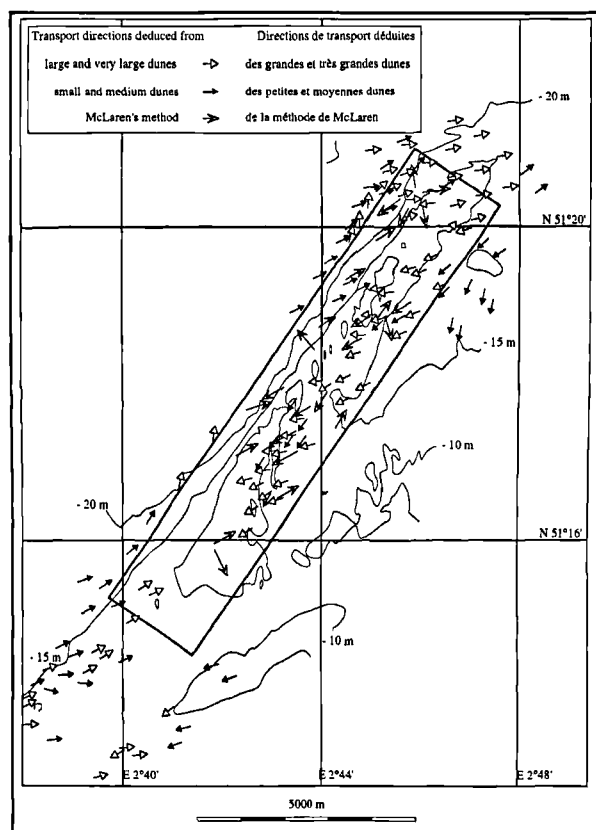 Transport directions deduced from Directions de transport déduites
large and very large dunes des grandes et très grandes dunes
small and medium dunes des petites et moyennes dunes
McLaren's method de la méthode de McLaren
- 20 m
N 51°20'
- 15 m
- 10 m
- 20 m
N 51°16'
- 15 m
- 10 m
E 2°40' E 2°44' E 2°48'
5000 m